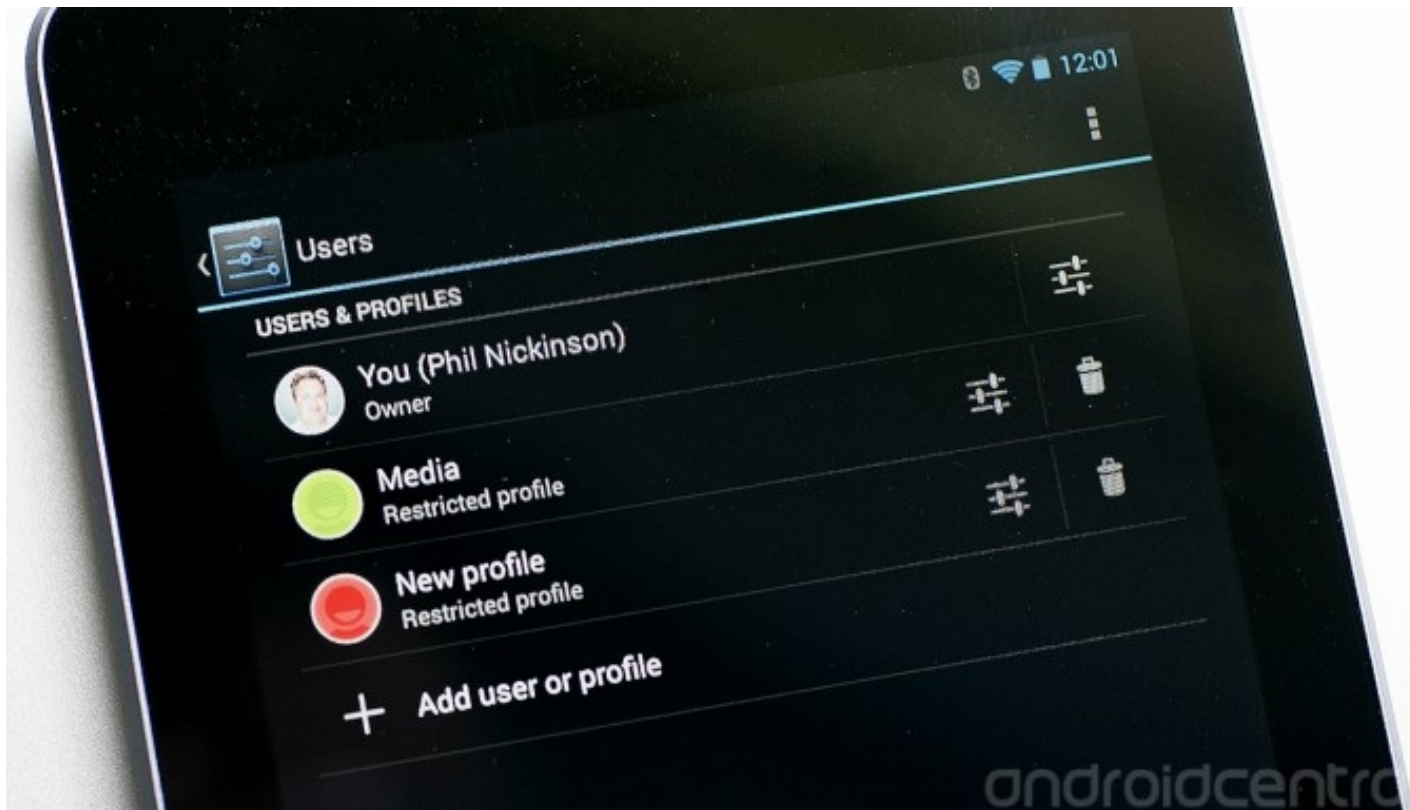 12:01
Users
USERS & PROFILES
You (Phil Nickinson)
Owner
Media
Restricted profile
New profile
Restricted profile
Add user or profile
androidcentra